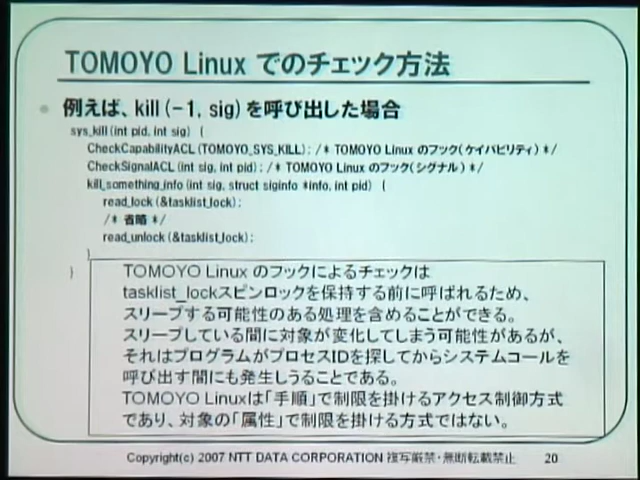 TOMOYO Linux でのチェック方法
例えば、kill(-1, sig)を呼び出した場合
sys_kill(int pid, int sig) {
CheckCapabilityACL(TOMOYO_SYS_KILL); /* TOMOYO Linux のフック(ケイパビリティ) */
CheckSignalACL(int sig, int pid); /* TOMOYO Linux のフック(シグナル) */
kill_something_info(int sig, struct siginfo *info, int pid) {
read_lock(&tasklist_lock);
/* 省略 */
read_unlock(&tasklist_lock);
}
}
TOMOYO Linux のフックによるチェックは
tasklist_lockスピンロックを保持する前に呼ばれるため、
スリープする可能性のある処理を含めることができる。
スリープしている間に対象が変化してしまう可能性があるが、
それはプログラムがプロセスIDを探してからシステムコールを
呼び出す間にも発生しうることである。
TOMOYO Linuxは「手順」で制限を掛けるアクセス制御方式
であり、対象の「属性」で制限を掛ける方式ではない。
Copyright(c) 2007 NTT DATA CORPORATION 複写厳禁・無断転載禁止 20